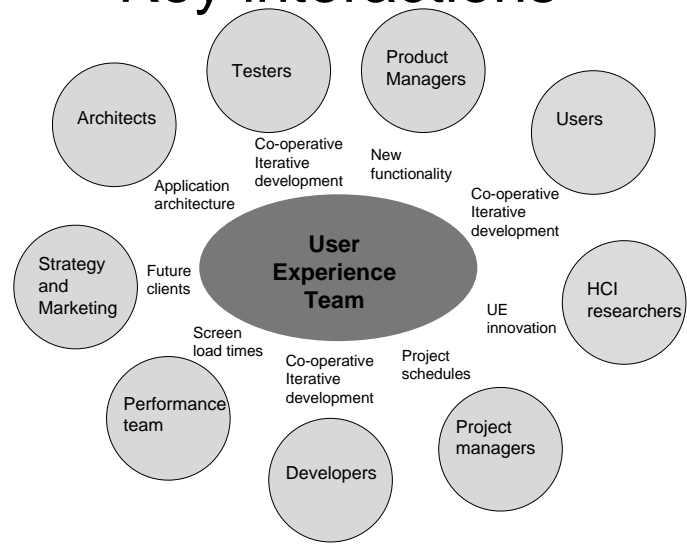 Key Interactions
Testers
Product
Managers
Architects
Users
Co-operative
Iterative
development
New
functionality
Application
architecture
Co-operative
Iterative
development
User
Experience
Team
Strategy
and
Marketing
Future
clients
HCI
researchers
UE
innovation
Screen
load times
Co-operative
Iterative
development
Project
schedules
Performance
team
Project
managers
Developers